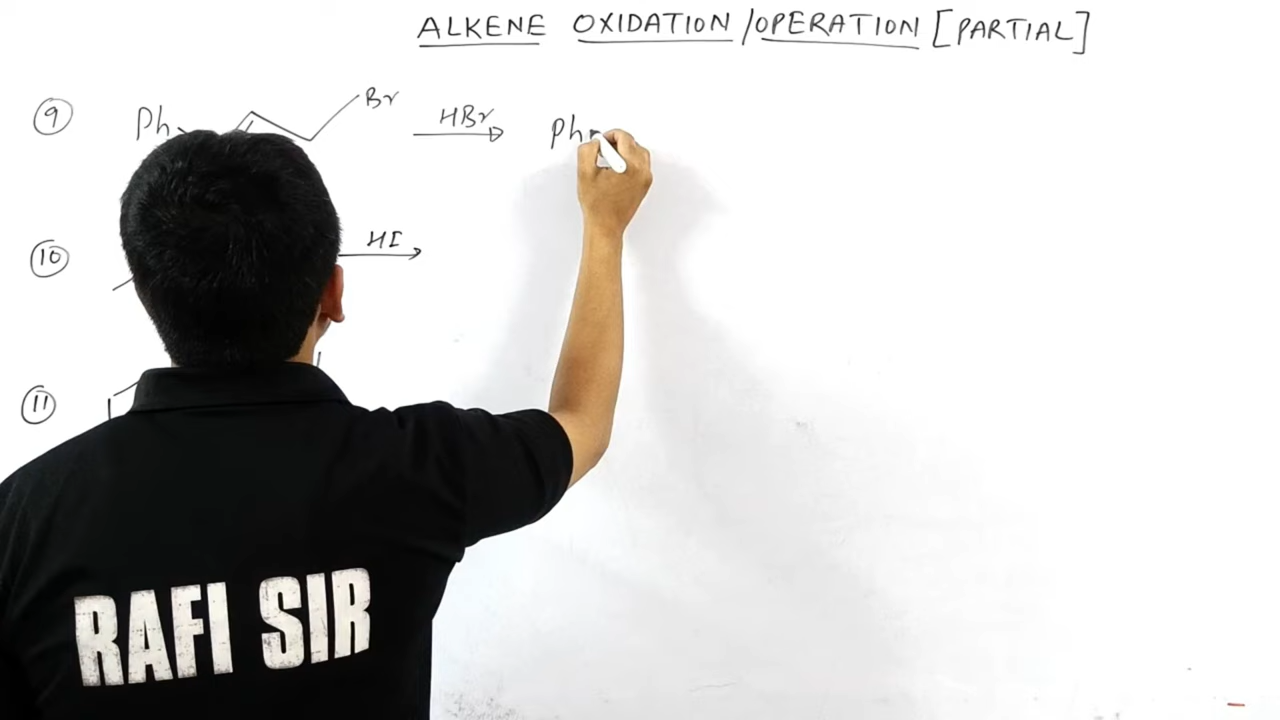 ALKENE OXIDATION/OPERATION [PARTIAL]
9 Ph Br HBr Ph
10 HI
11
RAFI SIR